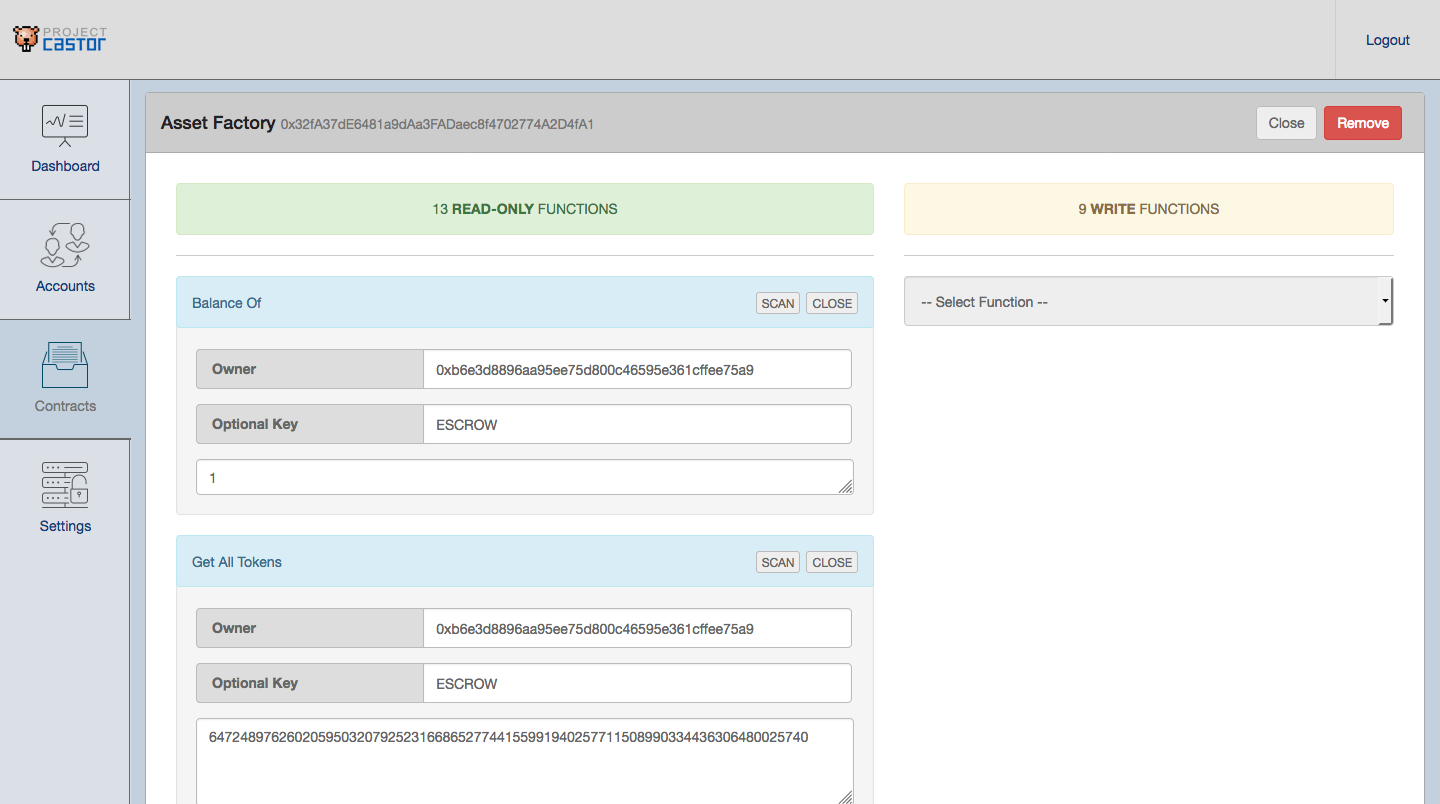 PROJECT
castor
Logout
Dashboard
Accounts
Contracts
Settings
Asset Factory 0x32fA37dE6481a9dAa3FADaec8f4702774A2D4fA1
Close
Remove
13 READ-ONLY FUNCTIONS
9 WRITE FUNCTIONS
-- Select Function --
Balance Of
SCAN
CLOSE
Owner
0xb6e3d8896aa95ee75d800c46595e361cffee75a9
Optional Key
ESCROW
1
Get All Tokens
SCAN
CLOSE
Owner
0xb6e3d8896aa95ee75d800c46595e361cffee75a9
Optional Key
ESCROW
64724897626020595032079252316686527744155991940257711508990334436306480025740